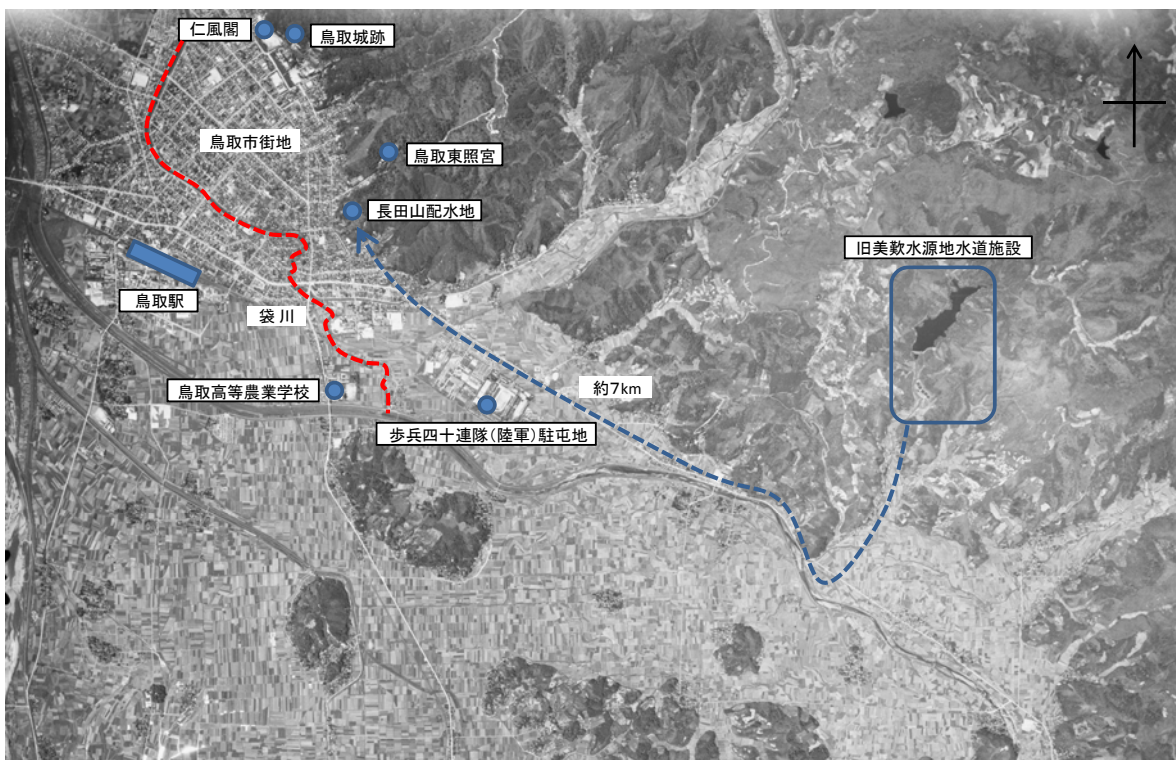 仁風閣
鳥取城跡
鳥取市街地
鳥取東照宮
長田山配水地
旧美歎水源地水道施設
鳥取駅
袋川
約7km
鳥取高等農業学校
歩兵四十連隊(陸軍)駐屯地